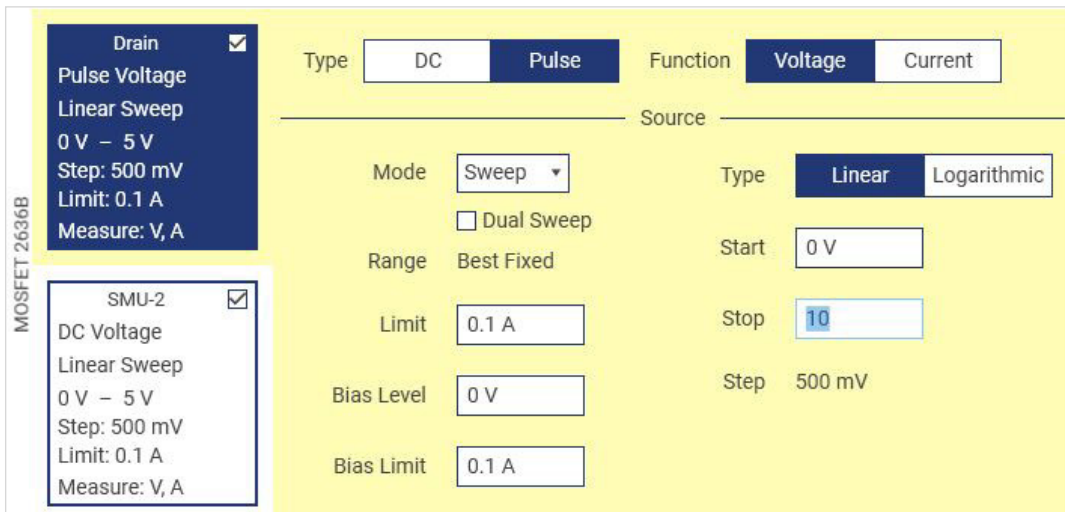 MOSFET 2636B
Drain
Pulse Voltage
Linear Sweep
0 V – 5 V
Step: 500 mV
Limit: 0.1 A
Measure: V, A
SMU-2
DC Voltage
Linear Sweep
0 V – 5 V
Step: 500 mV
Limit: 0.1 A
Measure: V, A
Type DC Pulse Function Voltage Current
Source
Mode Sweep
Dual Sweep
Range Best Fixed
Limit 0.1 A
Bias Level 0 V
Bias Limit 0.1 A
Type Linear Logarithmic
Start 0 V
Stop 10
Step 500 mV